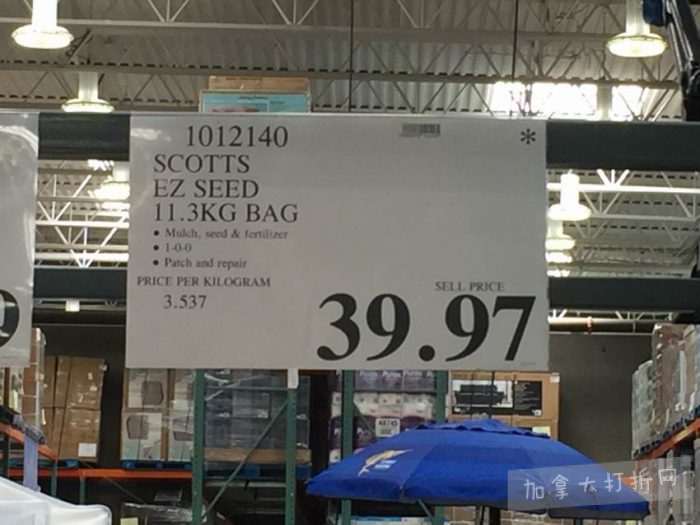 1012140
*
SCOTTS
EZ SEED
11.3KG BAG
• Mulch, seed & fertilizer
• 1-0-0
• Patch and repair
PRICE PER KILOGRAM
3.537
SELL PRICE
39.97
加拿大打折网